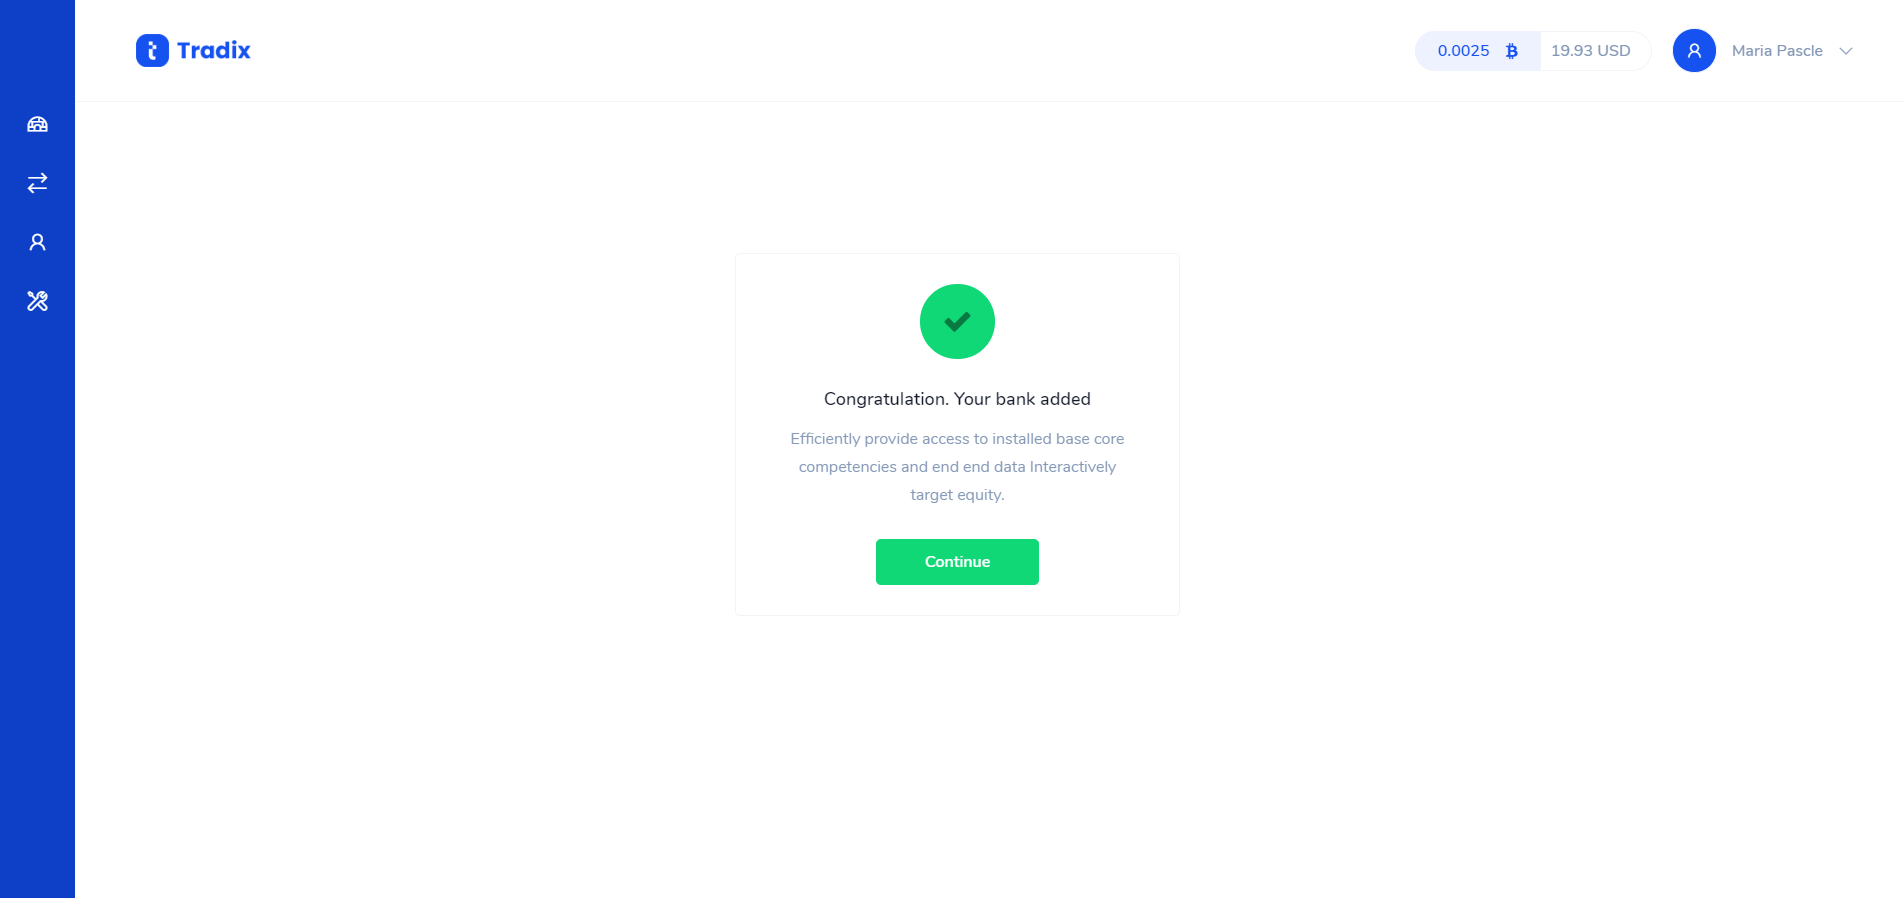 Tradix
0.0025 19.93 USD
Maria Pascle
Congratulation. Your bank added
Efficiently provide access to installed base core
competencies and end end data Interactively
target equity.
Continue